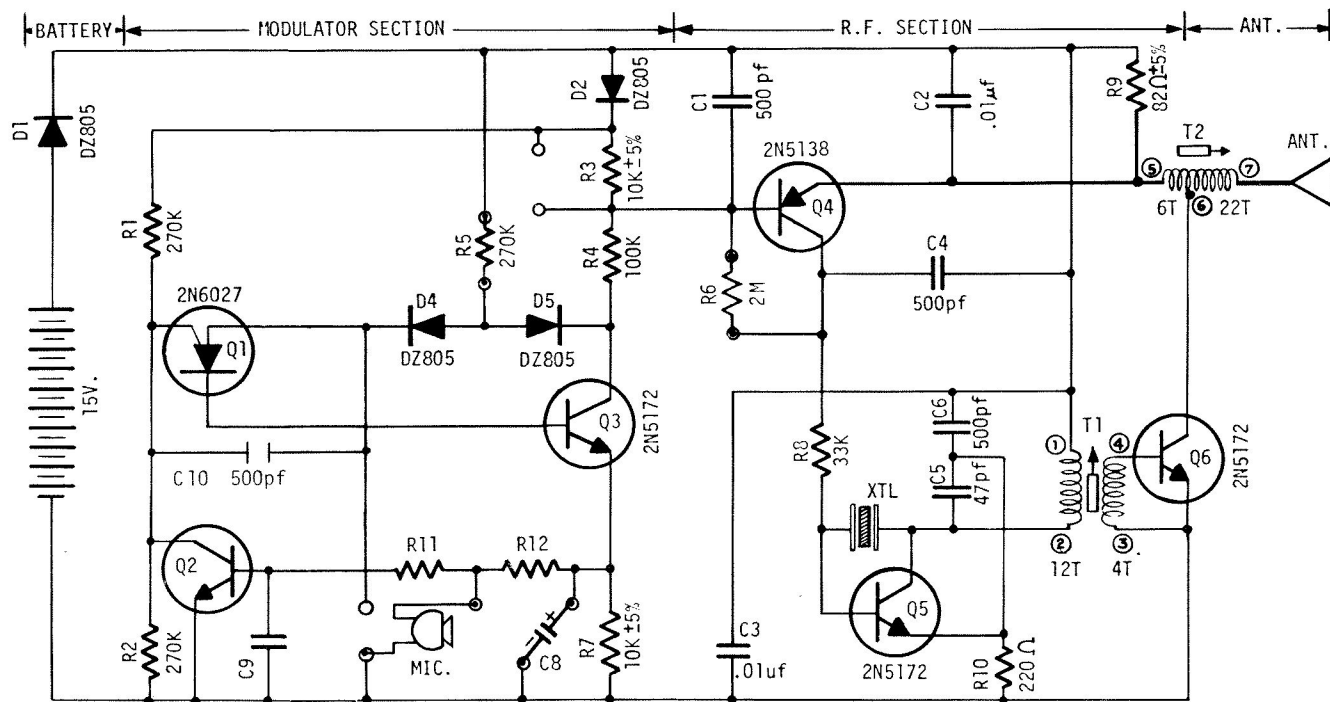 BATTERY
MODULATOR SECTION
R.F. SECTION
ANT.
D1
DZ805
15V.
R1
270K
2N6027
Q1
C10
500pf
Q2
R2
270K
C9
R11
R12
MIC.
C8
- +
R7
10K±5%
R5
270K
D4
DZ805
D5
DZ805
D2
DZ805
R3
10K±5%
R4
100K
Q3
2N5172
C1
500pf
2N5138
Q4
R6
2M
C2
.01µf
C4
500pf
R9
82Ω±5%
T2
⑤
⑦
6T
⑥
22T
ANT.
R8
33K
C6
500pf
C5
47pf
XTL
①
T1
④
②
12T
③
4T
Q6
2N5172
Q5
2N5172
C3
.01uf
R10
220Ω